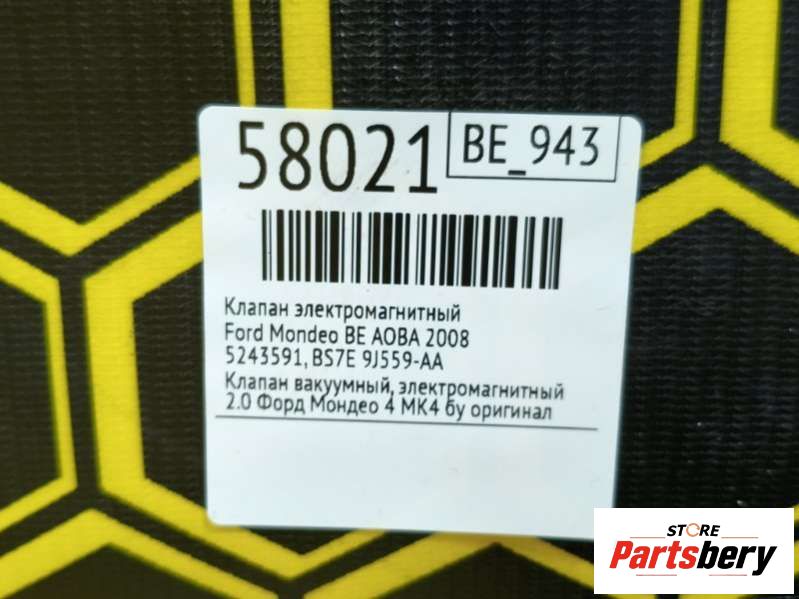 58021
BE_943
Клапан электромагнитный
Ford Mondeo BE AOBA 2008
5243591, BS7E 9J559-AA
Клапан вакуумный, электромагнитный
2.0 Форд Мондео 4 МК4 бу оригинал
STORE
Partsbery